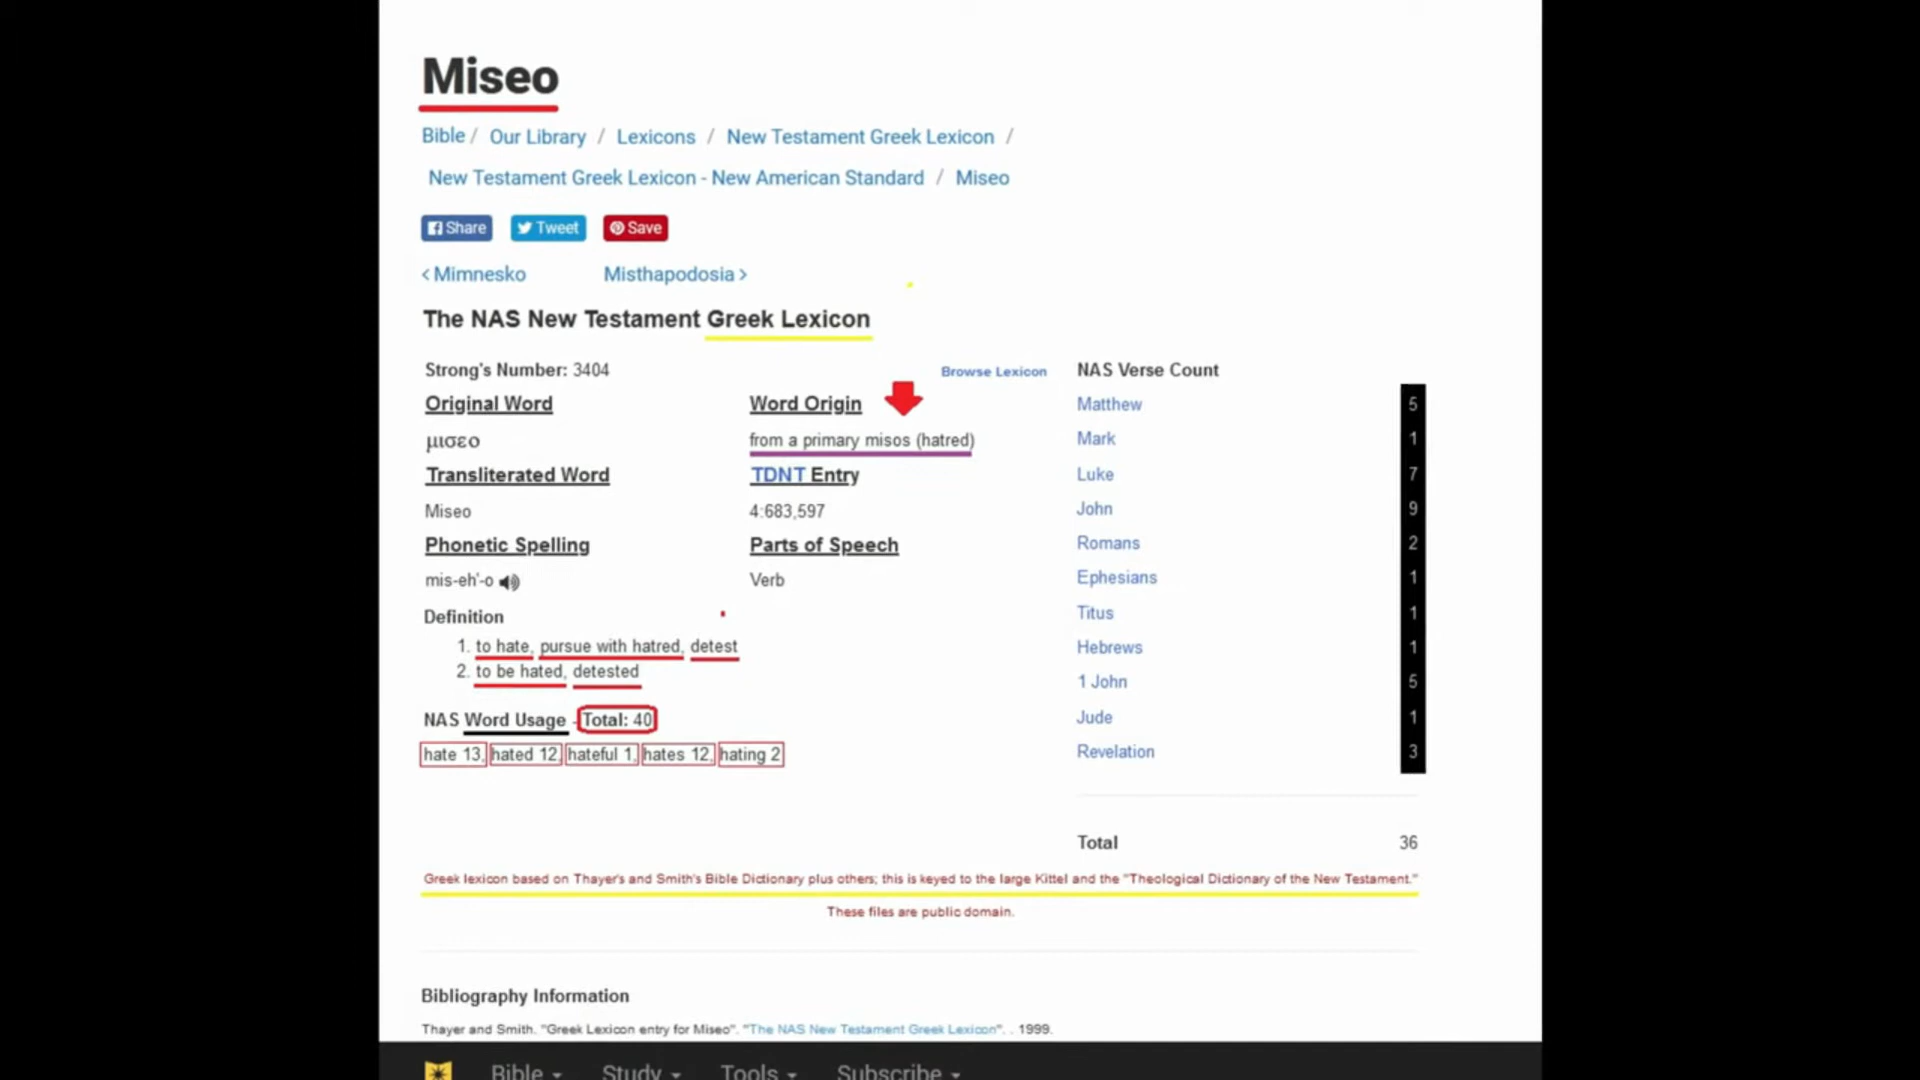 Miseo
Bible / Our Library / Lexicons / New Testament Greek Lexicon /
New Testament Greek Lexicon - New American Standard / Miseo
Share Tweet Save
< Mimnesko Misthapodosia >
The NAS New Testament Greek Lexicon
Strong's Number: 3404 Browse Lexicon
Original Word Word Origin
μισεο from a primary misos (hatred)
Transliterated Word TDNT Entry
Miseo 4:683,597
Phonetic Spelling Parts of Speech
mis-eh'-o Verb
Definition
1. to hate, pursue with hatred, detest
2. to be hated, detested
NAS Word Usage - Total: 40
hate 13, hated 12, hateful 1, hates 12, hating 2
NAS Verse Count
Matthew 5
Mark 1
Luke 7
John 9
Romans 2
Ephesians 1
Titus 1
Hebrews 1
1 John 5
Jude 1
Revelation 3
Total 36
Greek lexicon based on Thayer's and Smith's Bible Dictionary plus others; this is keyed to the large Kittel and the "Theological Dictionary of the New Testament."
These files are public domain.
Bibliography Information
Thayer and Smith. "Greek Lexicon entry for Miseo". "The NAS New Testament Greek Lexicon". . 1999.
Bible Study Tools Subscribe